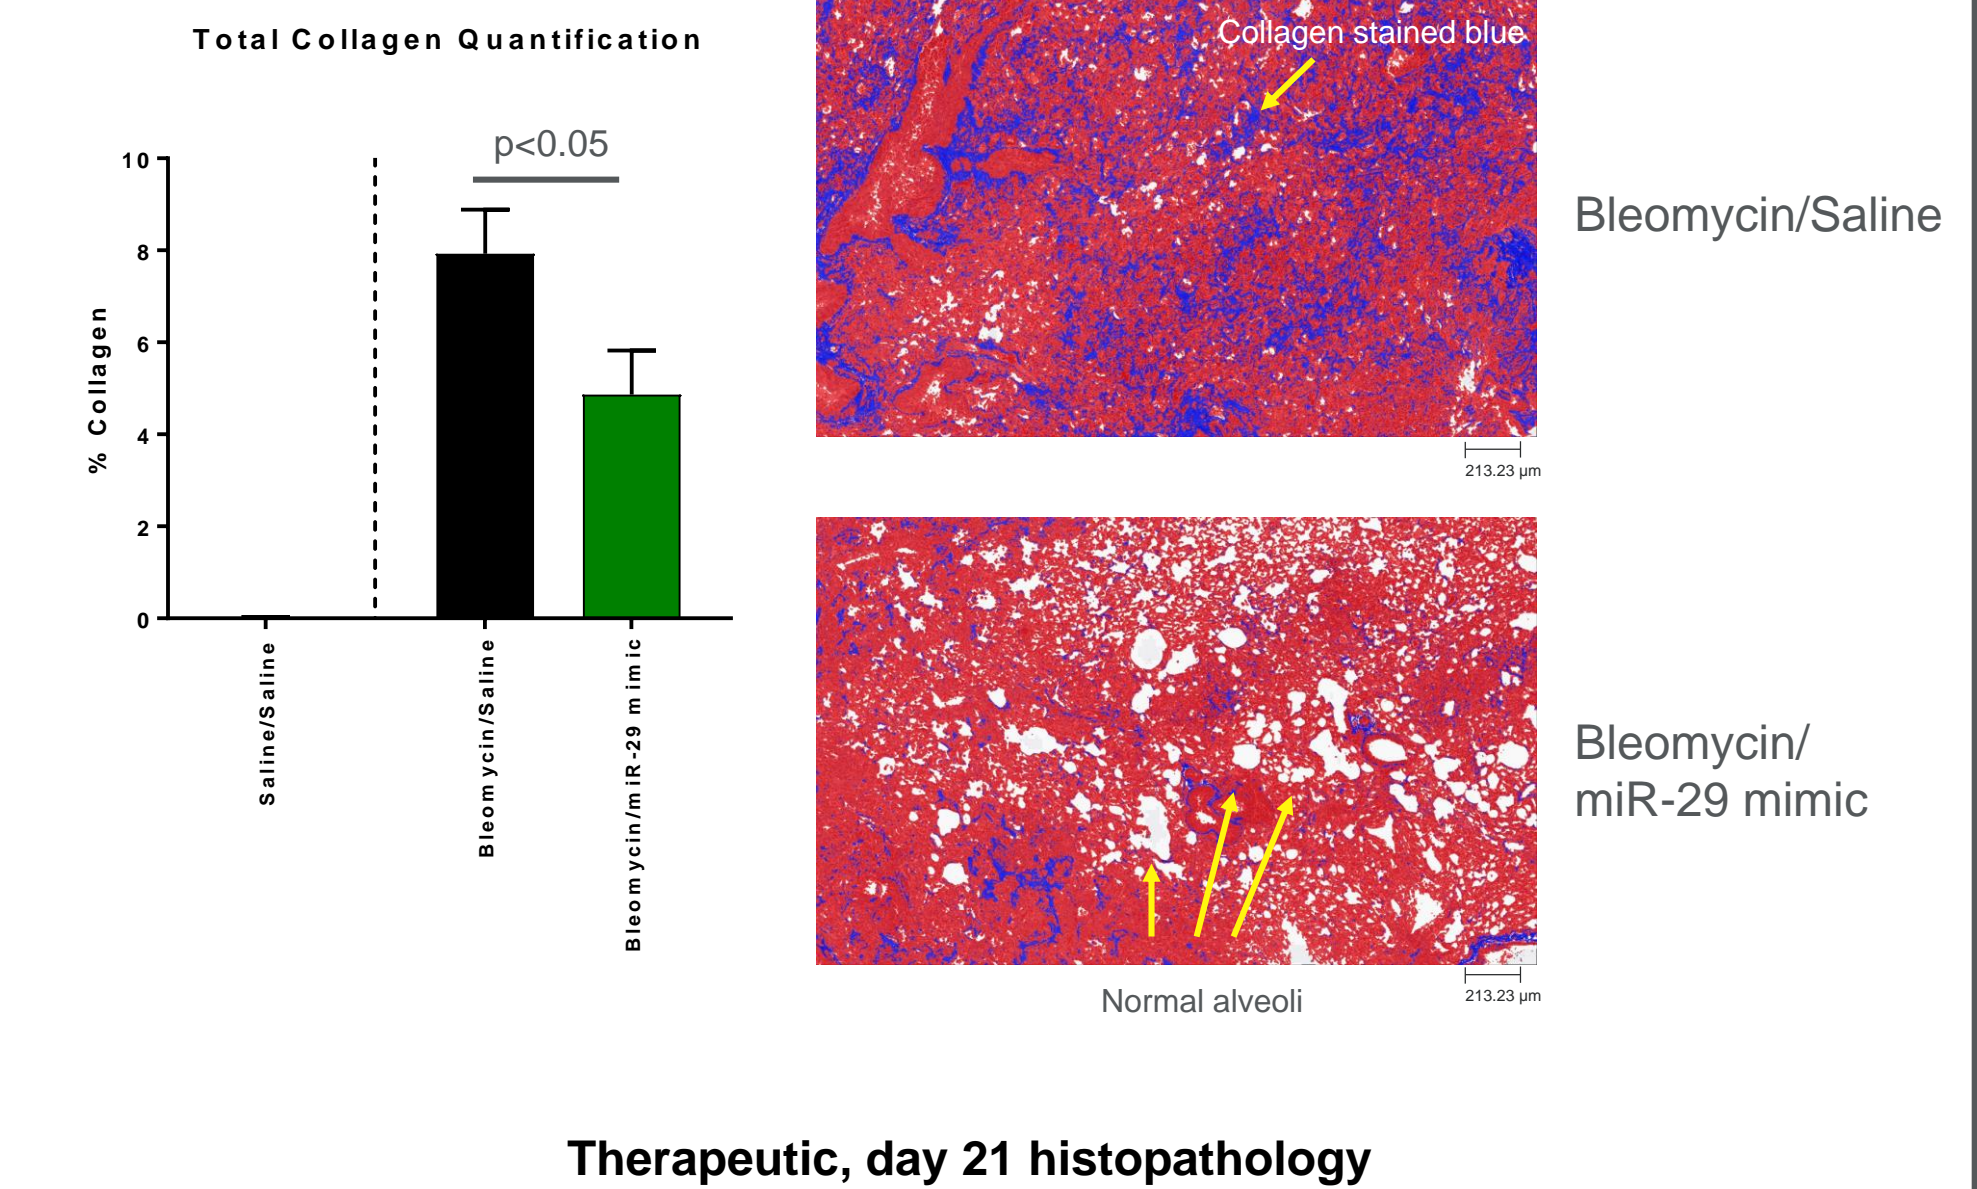 Total Collagen Quantification
p<0.05
10
8
6
4
2
0
% Collagen
Saline/Saline
Bleomycin/Saline
Bleomycin/miR-29 mimic
Collagen stained blue
213.23 µm
Bleomycin/Saline
Bleomycin/
miR-29 mimic
Normal alveoli
213.23 µm
Therapeutic, day 21 histopathology